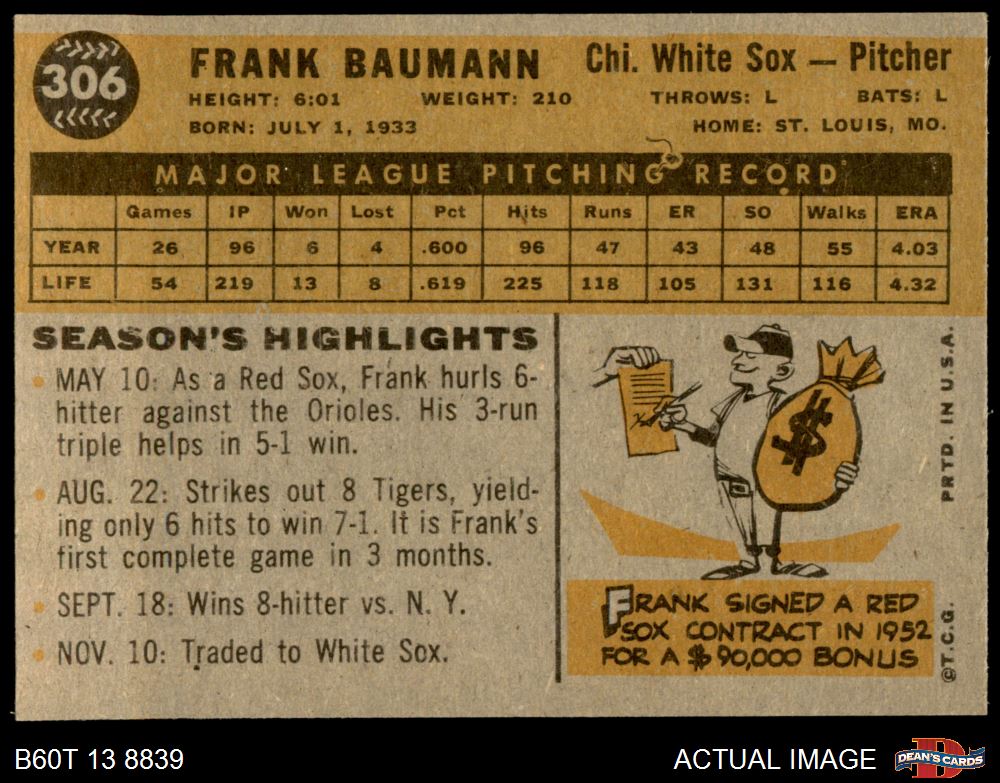 306
FRANK BAUMANN Chi. White Sox — Pitcher
HEIGHT: 6:01 WEIGHT: 210 THROWS: L BATS: L
BORN: JULY 1, 1933 HOME: ST. LOUIS, MO.
MAJOR LEAGUE PITCHING RECORD
Games IP Won Lost Pct Hits Runs ER SO Walks ERA
YEAR 26 96 6 4 .600 96 47 43 48 55 4.03
LIFE 54 219 13 8 .619 225 118 105 131 116 4.32
SEASON'S HIGHLIGHTS
• MAY 10: As a Red Sox, Frank hurls 6-
hitter against the Orioles. His 3-run
triple helps in 5-1 win.
• AUG. 22: Strikes out 8 Tigers, yield-
ing only 6 hits to win 7-1. It is Frank's
first complete game in 3 months.
• SEPT. 18: Wins 8-hitter vs. N. Y.
• NOV. 10: Traded to White Sox.
$
FRANK SIGNED A RED
SOX CONTRACT IN 1952
FOR A $90,000 BONUS
©T.C.G. PRTD. IN U.S.A.
B60T 13 8839 ACTUAL IMAGE
D
DEAN'S CARDS